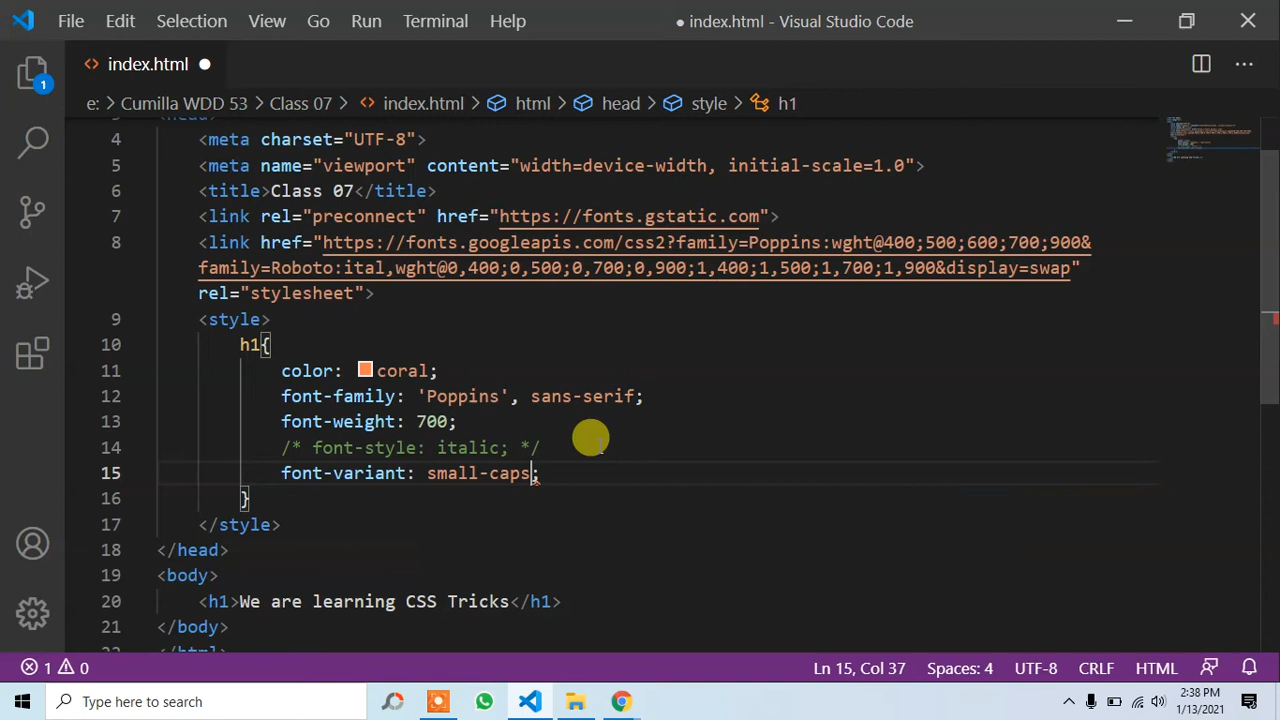 File Edit Selection View Go Run Terminal Help ● index.html - Visual Studio Code
<> index.html ●
1
e: > Cumilla WDD 53 > Class 07 > <> index.html > html > head > style > h1
3 <head>
4 <meta charset="UTF-8">
5 <meta name="viewport" content="width=device-width, initial-scale=1.0">
6 <title>Class 07</title>
7 <link rel="preconnect" href="https://fonts.gstatic.com">
8 <link href="https://fonts.googleapis.com/css2?family=Poppins:wght@400;500;600;700;900&
family=Roboto:ital,wght@0,400;0,500;0,700;0,900;1,400;1,500;1,700;1,900&display=swap"
rel="stylesheet">
9 <style>
10 h1{
11 color: coral;
12 font-family: 'Poppins', sans-serif;
13 font-weight: 700;
14 /* font-style: italic; */
15 font-variant: small-caps;
16 }
17 </style>
18 </head>
19 <body>
20 <h1>We are learning CSS Tricks</h1>
21 </body>
22 </html>
1 0 Ln 15, Col 37 Spaces: 4 UTF-8 CRLF HTML
Type here to search
2:38 PM
1/13/2021